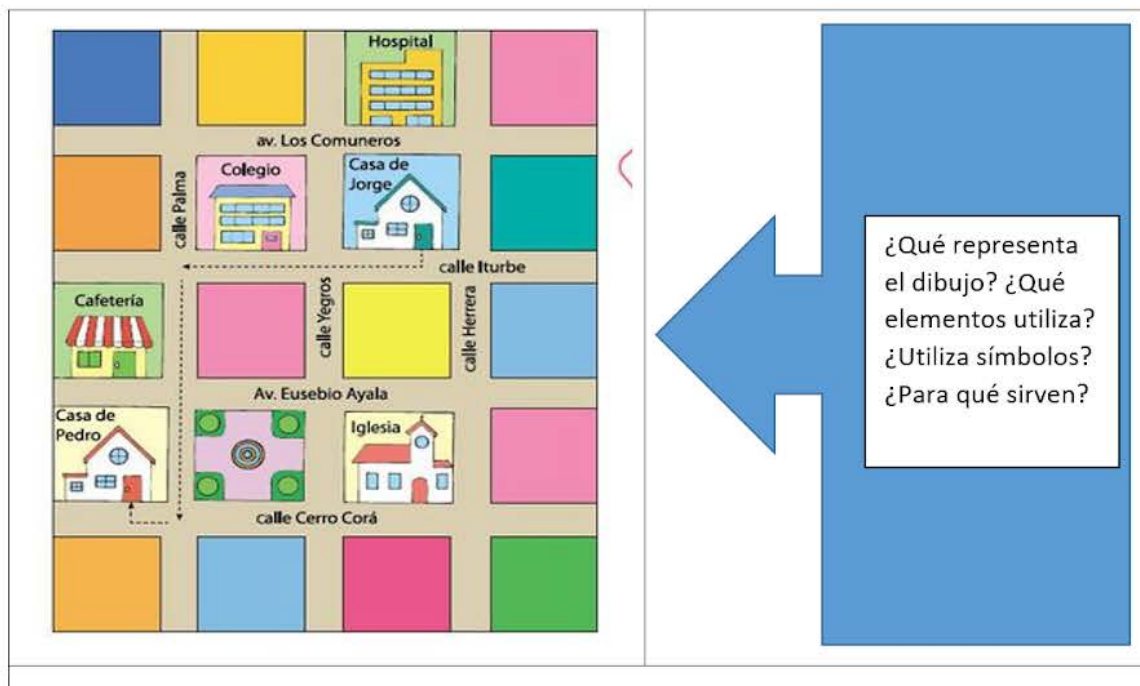 Hospital
av. Los Comuneros
calle Palma
Colegio
Casa de
Jorge
calle Iturbe
Cafetería
calle Yegros
calle Herrera
Av. Eusebio Ayala
Casa de
Pedro
Iglesia
calle Cerro Corá
¿Qué representa
el dibujo? ¿Qué
elementos utiliza?
¿Utiliza símbolos?
¿Para qué sirven?